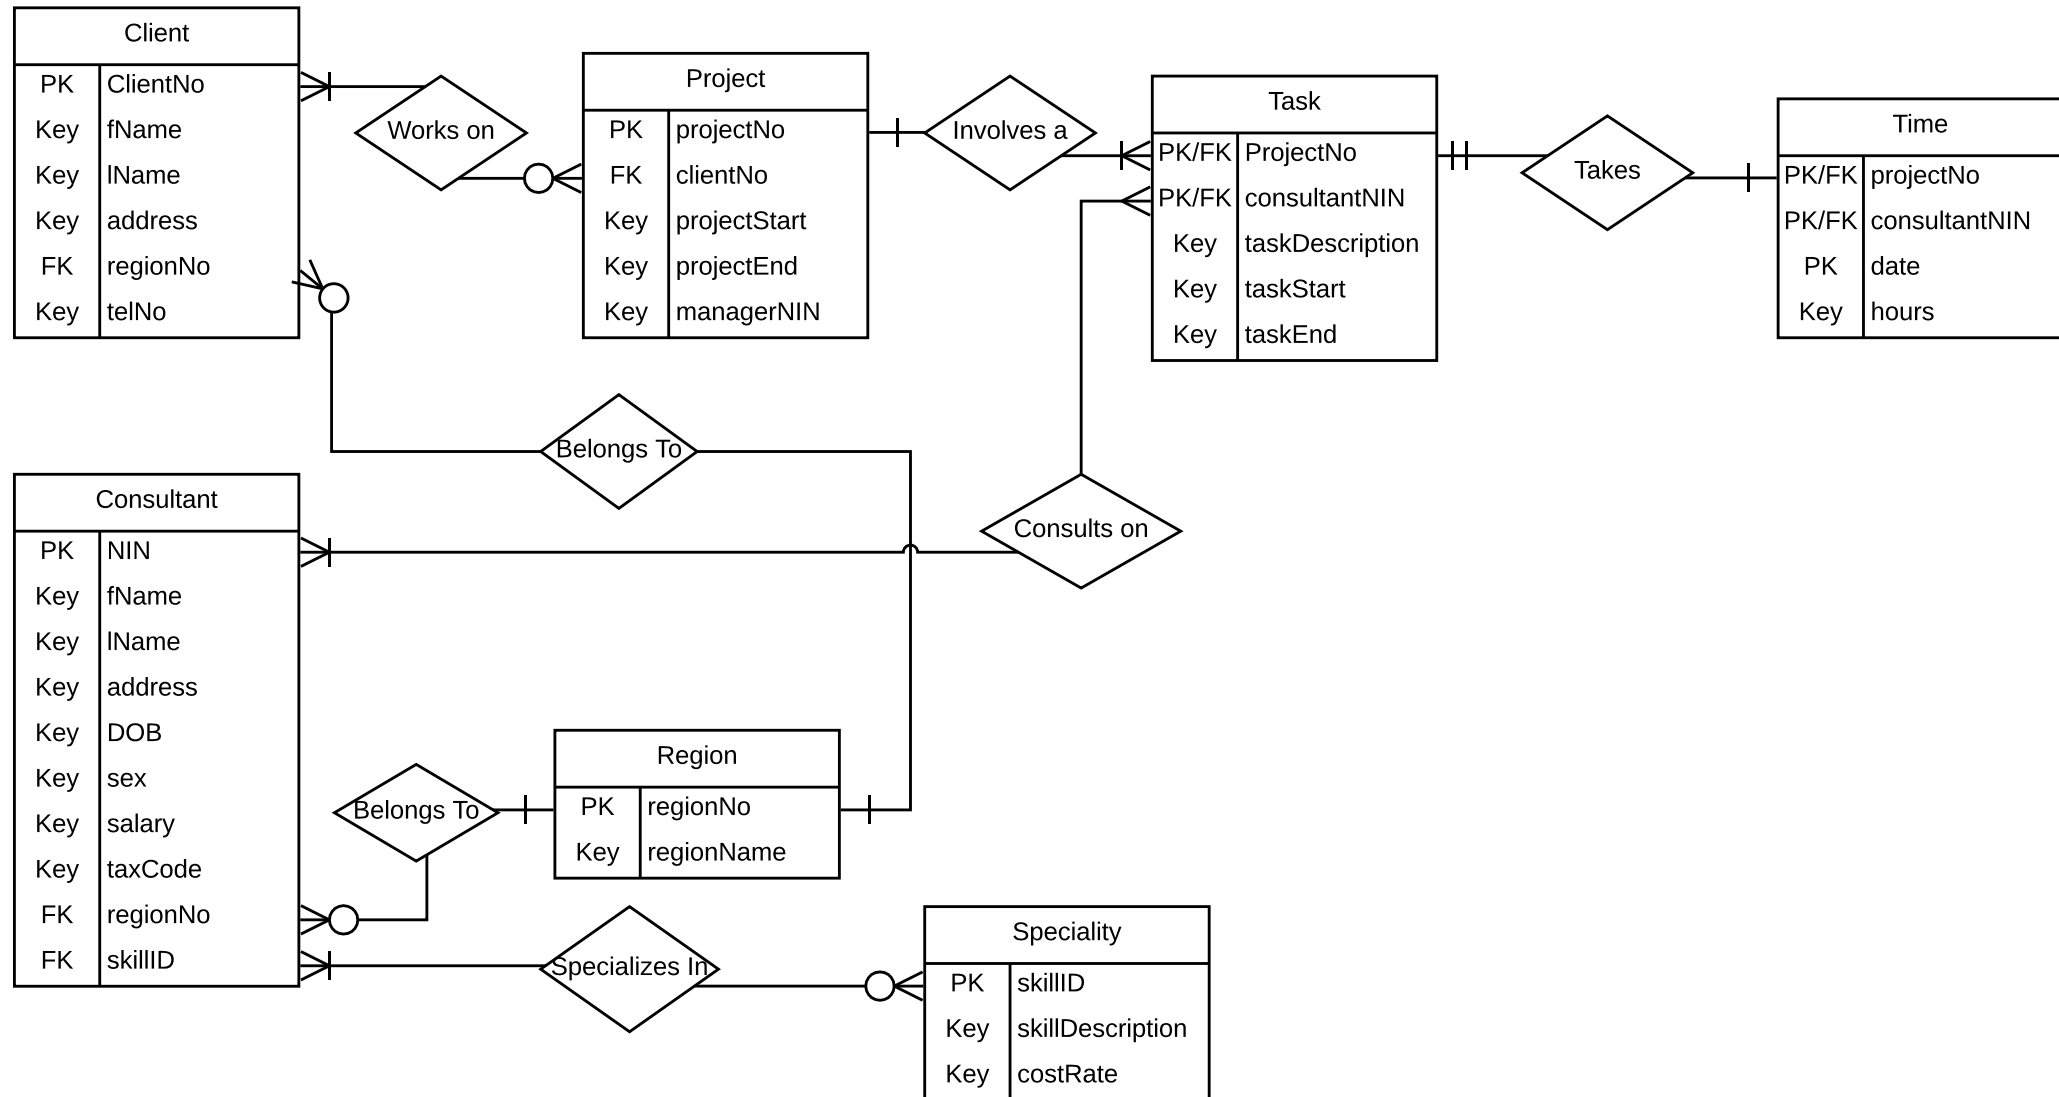 Client
PK ClientNo
Key fName
Key lName
Key address
FK regionNo
Key telNo
Works on
Project
PK projectNo
FK clientNo
Key projectStart
Key projectEnd
Key managerNIN
Involves a
Task
PK/FK ProjectNo
PK/FK consultantNIN
Key taskDescription
Key taskStart
Key taskEnd
Takes
Time
PK/FK projectNo
PK/FK consultantNIN
PK date
Key hours
Belongs To
Consults on
Consultant
PK NIN
Key fName
Key lName
Key address
Key DOB
Key sex
Key salary
Key taxCode
FK regionNo
FK skillID
Belongs To
Region
PK regionNo
Key regionName
Specializes In
Speciality
PK skillID
Key skillDescription
Key costRate